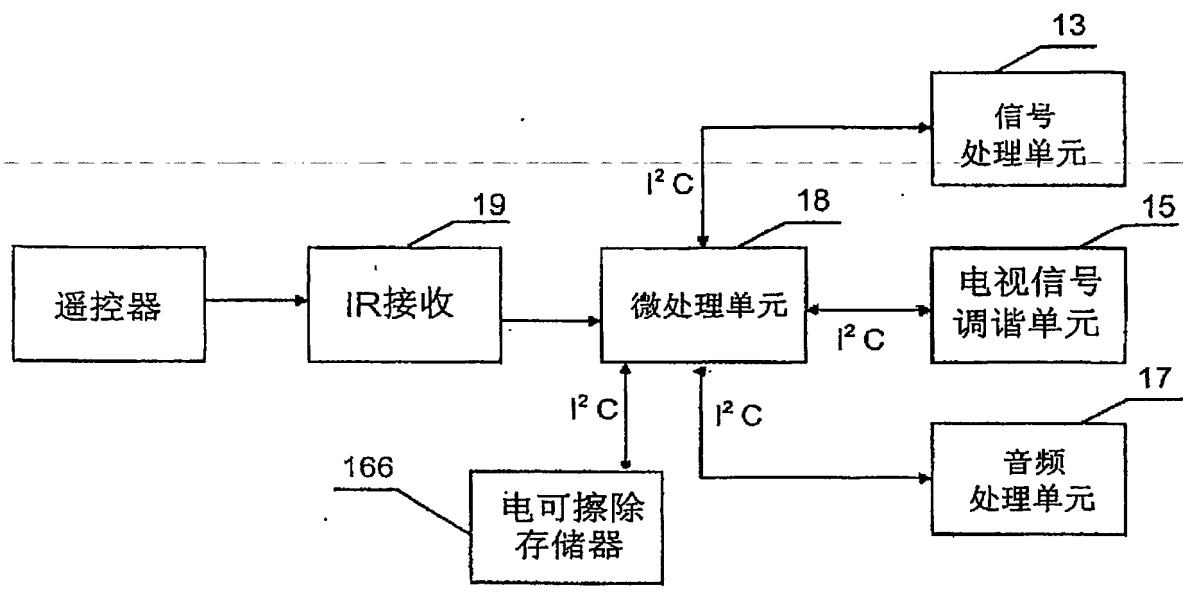 13
信号
处理单元
I² C
19
18
15
遥控器
IR接收
微处理单元
电视信号
调谐单元
I² C
I² C
I² C
17
166
电可擦除
存储器
音频
处理单元